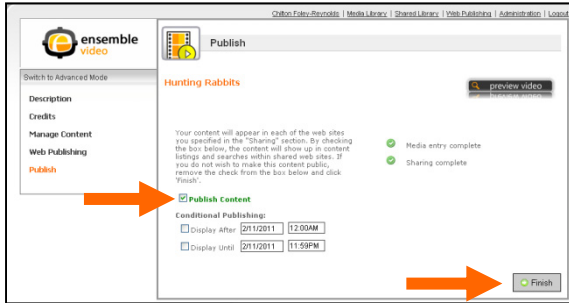 Chilton Foley-Reynolds | Media Library | Shared Library | Web Publishing | Administration | Logout
ensemble
video
Publish
Switch to Advanced Mode
Description
Credits
Manage Content
Web Publishing
Publish
Hunting Rabbits
preview video
Your content will appear in each of the web sites
you specified in the "Sharing" section. By checking
the box below, the content will show up in content
listings and searches within shared web sites. If
you do not wish to make this content public,
remove the check from the box below and click
'Finish'.
Media entry complete
Sharing complete
Publish Content
Conditional Publishing:
Display After 2/11/2011 12:00AM
Display Until 2/11/2011 11:59PM
Finish